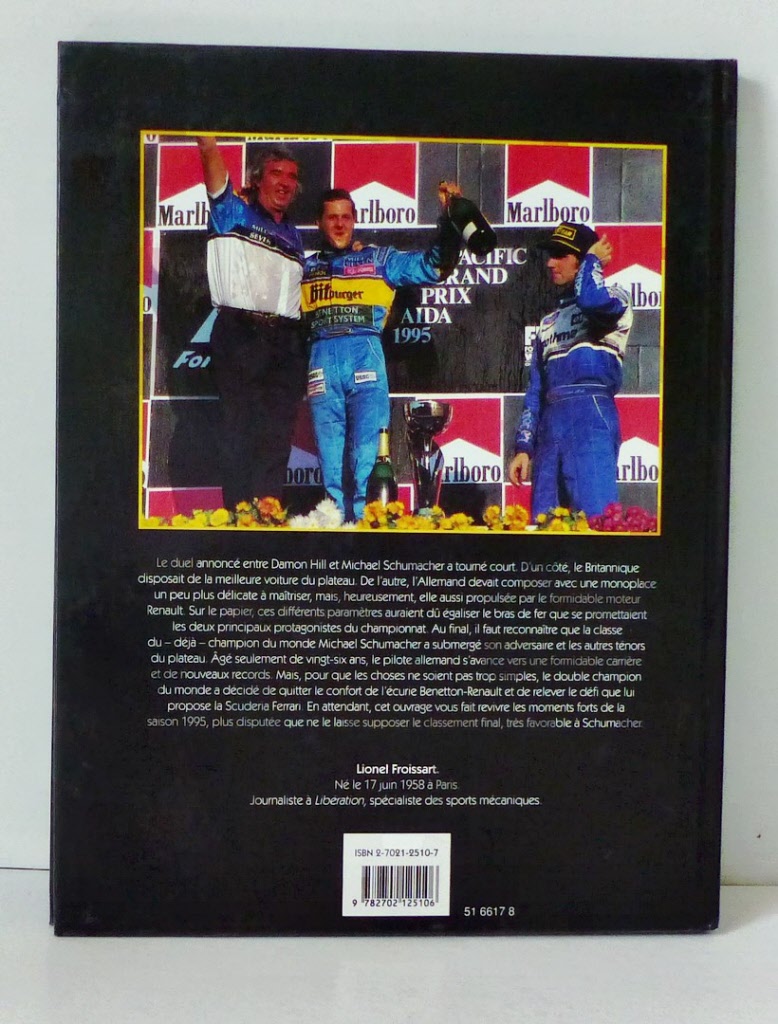 Marlboro
arlboro
Marlboro
PACIFIC
GRAND
PRIX
AIDA
1995
Bitburger
BENETTON
SPORT SYSTEM
For
arlboro
Le duel annoncé entre Damon Hill et Michael Schumacher a tourné court. D'un côté, le Britannique
disposait de la meilleure voiture du plateau. De l'autre, l'Allemand devait composer avec une monoplace
un peu plus délicate à maîtriser, mais, heureusement, elle aussi propulsée par le formidable moteur
Renault. Sur le papier, ces différents paramètres auraient dû égaliser le bras de fer que se promettaient
les deux principaux protagonistes du championnat. Au final, il faut reconnaître que la classe
du – déjà – champion du monde Michael Schumacher a submergé son adversaire et les autres ténors
du plateau. Âgé seulement de vingt-six ans, le pilote allemand s'avance vers une formidable carrière
et de nouveaux records. Mais, pour que les choses ne soient pas trop simples, le double champion
du monde a décidé de quitter le confort de l'écurie Benetton-Renault et de relever le défi que lui
propose la Scuderia Ferrari. En attendant, cet ouvrage vous fait revivre les moments forts de la
saison 1995, plus disputée que ne le laisse supposer le classement final, très favorable à Schumacher.
Lionel Froissart.
Né le 17 juin 1958 à Paris.
Journaliste à Libération, spécialiste des sports mécaniques.
ISBN 2-7021-2510-7
9 782702 125106
51 6617 8